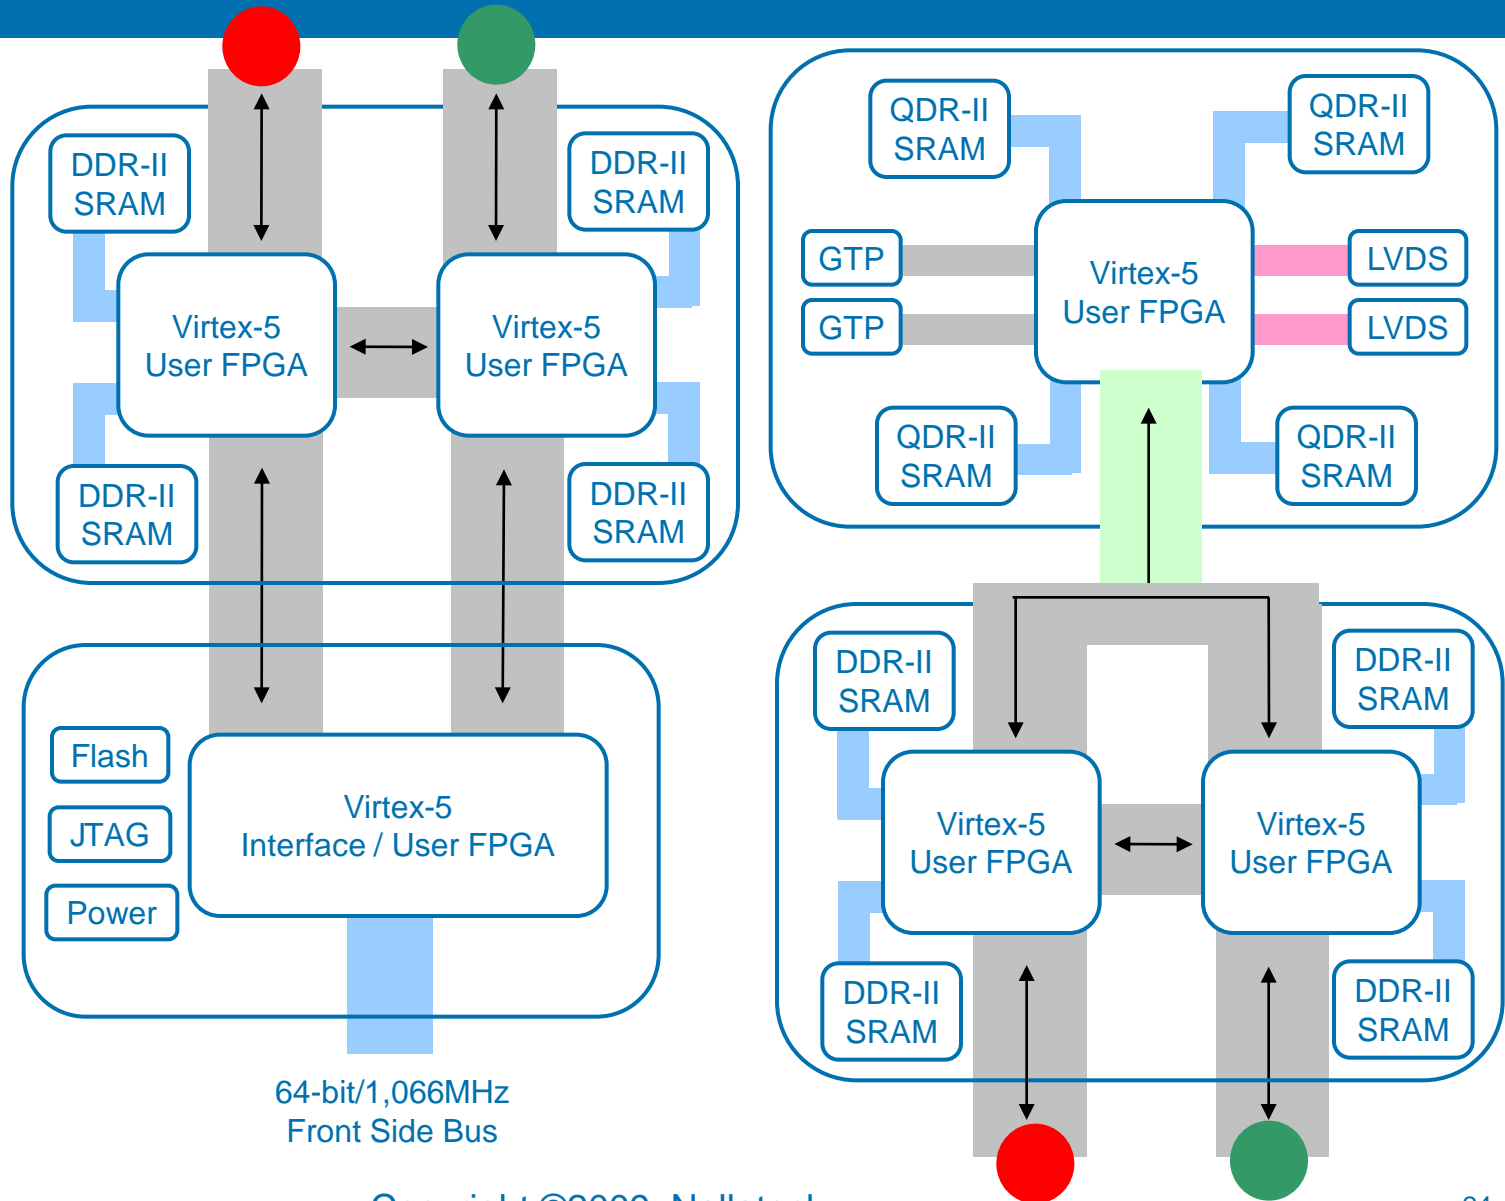 DDR-II
SRAM
DDR-II
SRAM
Virtex-5
User FPGA
Virtex-5
User FPGA
DDR-II
SRAM
DDR-II
SRAM
Flash
JTAG
Power
Virtex-5
Interface / User FPGA
64-bit/1,066MHz
Front Side Bus
QDR-II
SRAM
QDR-II
SRAM
GTP
GTP
Virtex-5
User FPGA
LVDS
LVDS
QDR-II
SRAM
QDR-II
SRAM
DDR-II
SRAM
DDR-II
SRAM
Virtex-5
User FPGA
Virtex-5
User FPGA
DDR-II
SRAM
DDR-II
SRAM